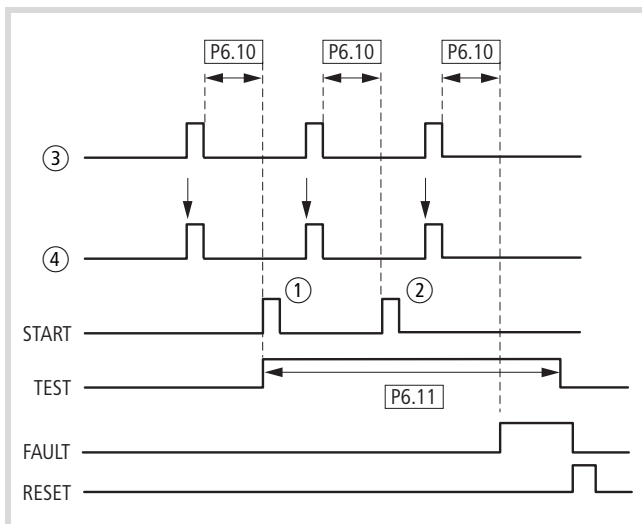 P6.10 P6.10 P6.10
③
④
① ②
START
TEST
P6.11
FAULT
RESET